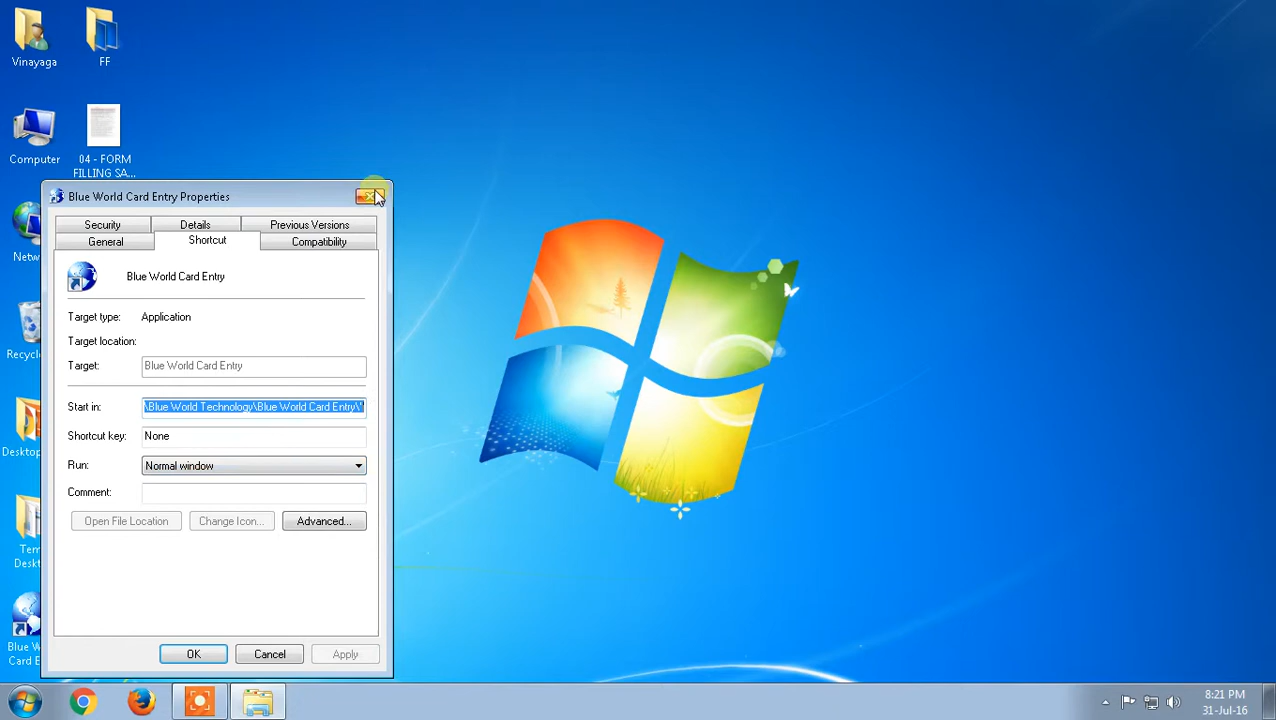 Vinayaga
FF
Computer
04 - FORM
FILLING SA...
Blue World Card Entry Properties
Security
Details
Previous Versions
General
Shortcut
Compatibility
Blue World Card Entry
Target type:
Application
Target location:
Target:
Blue World Card Entry
Start in:
\Blue World Technology\Blue World Card Entry\"
Shortcut key:
None
Run:
Normal window
Comment:
Open File Location
Change Icon...
Advanced...
OK
Cancel
Apply
8:21 PM
31-Jul-16